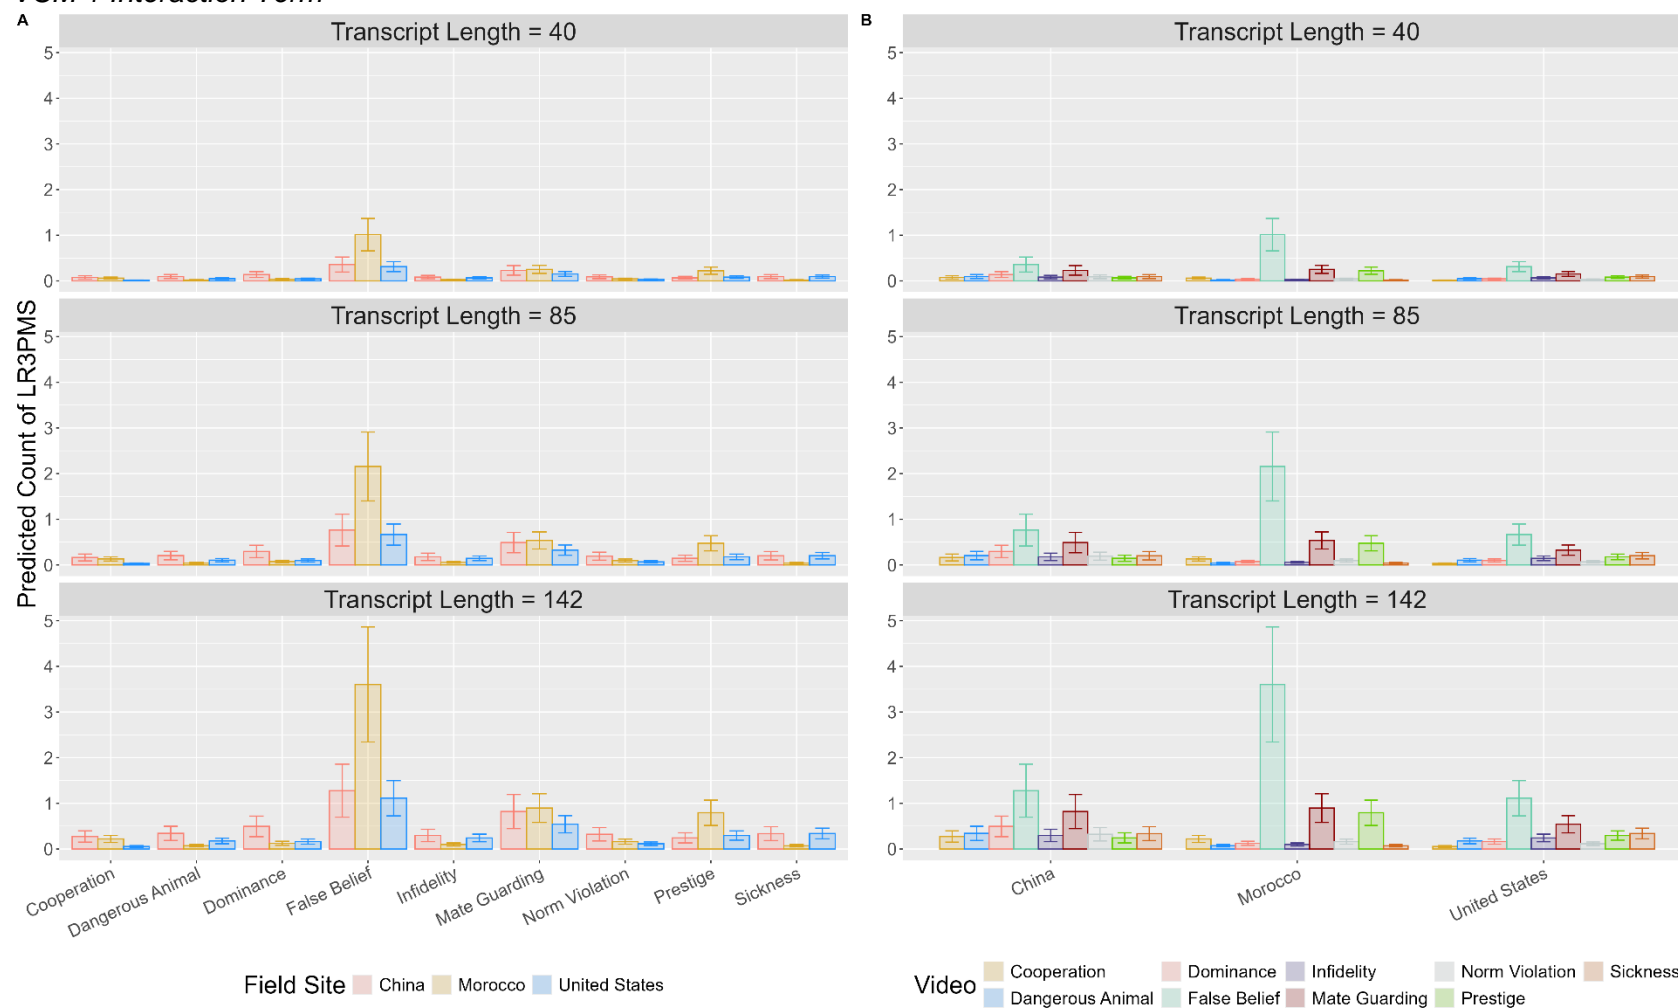 A
B
Transcript Length = 40
Transcript Length = 40
5
4
3
2
1
0
5
4
3
2
1
0
Transcript Length = 85
Transcript Length = 85
5
4
3
2
1
0
5
4
3
2
1
0
Transcript Length = 142
Transcript Length = 142
5
4
3
2
1
0
5
4
3
2
1
0
Predicted Count of LR3PMS
Cooperation
Dangerous Animal
Dominance
False Belief
Infidelity
Mate Guarding
Norm Violation
Prestige
Sickness
China
Morocco
United States
Field Site China Morocco United States
Video Cooperation Dominance Infidelity Norm Violation Sickness
Dangerous Animal False Belief Mate Guarding Prestige